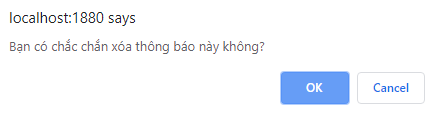 localhost:1880 says
Bạn có chắc chắn xóa thông báo này không?
OK
Cancel